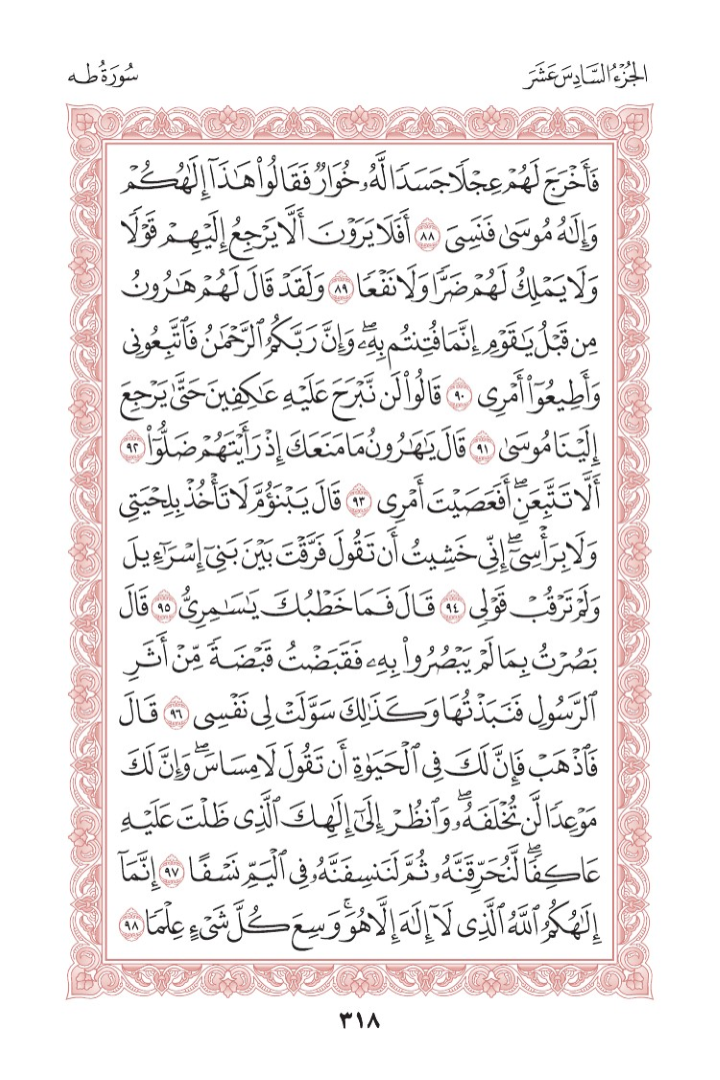 الجُزْءُ السَّادِسَ عَشَرَ
سُورَةُ طه
فَأَخْرَجَ لَهُمْ عِجْلًا جَسَدًا لَّهُۥ خُوَارٌ فَقَالُوا۟ هَـٰذَآ إِلَـٰهُكُمْ
وَإِلَـٰهُ مُوسَىٰ فَنَسِىَ ٨٨ أَفَلَا يَرَوْنَ أَلَّا يَرْجِعُ إِلَيْهِمْ قَوْلًا
وَلَا يَمْلِكُ لَهُمْ ضَرًّا وَلَا نَفْعًا ٨٩ وَلَقَدْ قَالَ لَهُمْ هَـٰرُونُ
مِن قَبْلُ يَـٰقَوْمِ إِنَّمَا فُتِنتُم بِهِۦۖ وَإِنَّ رَبَّكُمُ ٱلرَّحْمَـٰنُ فَٱتَّبِعُونِى
وَأَطِيعُوٓا۟ أَمْرِى ٩٠ قَالُوا۟ لَن نَّبْرَحَ عَلَيْهِ عَـٰكِفِينَ حَتَّىٰ يَرْجِعَ
إِلَيْنَا مُوسَىٰ ٩١ قَالَ يَـٰهَـٰرُونُ مَا مَنَعَكَ إِذْ رَأَيْتَهُمْ ضَلُّوٓا۟ ٩٢
أَلَّا تَتَّبِعَنِۖ أَفَعَصَيْتَ أَمْرِى ٩٣ قَالَ يَبْنَؤُمَّ لَا تَأْخُذْ بِلِحْيَتِى
وَلَا بِرَأْسِىٓۖ إِنِّى خَشِيتُ أَن تَقُولَ فَرَّقْتَ بَيْنَ بَنِىٓ إِسْرَٰٓءِيلَ
وَلَمْ تَرْقُبْ قَوْلِى ٩٤ قَالَ فَمَا خَطْبُكَ يَـٰسَـٰمِرِىُّ ٩٥ قَالَ
بَصُرْتُ بِمَا لَمْ يَبْصُرُوا۟ بِهِۦ فَقَبَضْتُ قَبْضَةً مِّنْ أَثَرِ
ٱلرَّسُولِ فَنَبَذْتُهَا وَكَذَٰلِكَ سَوَّلَتْ لِى نَفْسِى ٩٦ قَالَ
فَٱذْهَبْ فَإِنَّ لَكَ فِى ٱلْحَيَوٰةِ أَن تَقُولَ لَا مِسَاسَۖ وَإِنَّ لَكَ
مَوْعِدًا لَّن تُخْلَفَهُۥۖ وَٱنظُرْ إِلَىٰٓ إِلَـٰهِكَ ٱلَّذِى ظَلْتَ عَلَيْهِ
عَاكِفًاۖ لَّنُحَرِّقَنَّهُۥ ثُمَّ لَنَنسِفَنَّهُۥ فِى ٱلْيَمِّ نَسْفًا ٩٧ إِنَّمَآ
إِلَـٰهُكُمُ ٱللَّهُ ٱلَّذِى لَآ إِلَـٰهَ إِلَّا هُوَۚ وَسِعَ كُلَّ شَىْءٍ عِلْمًا ٩٨
٣١٨